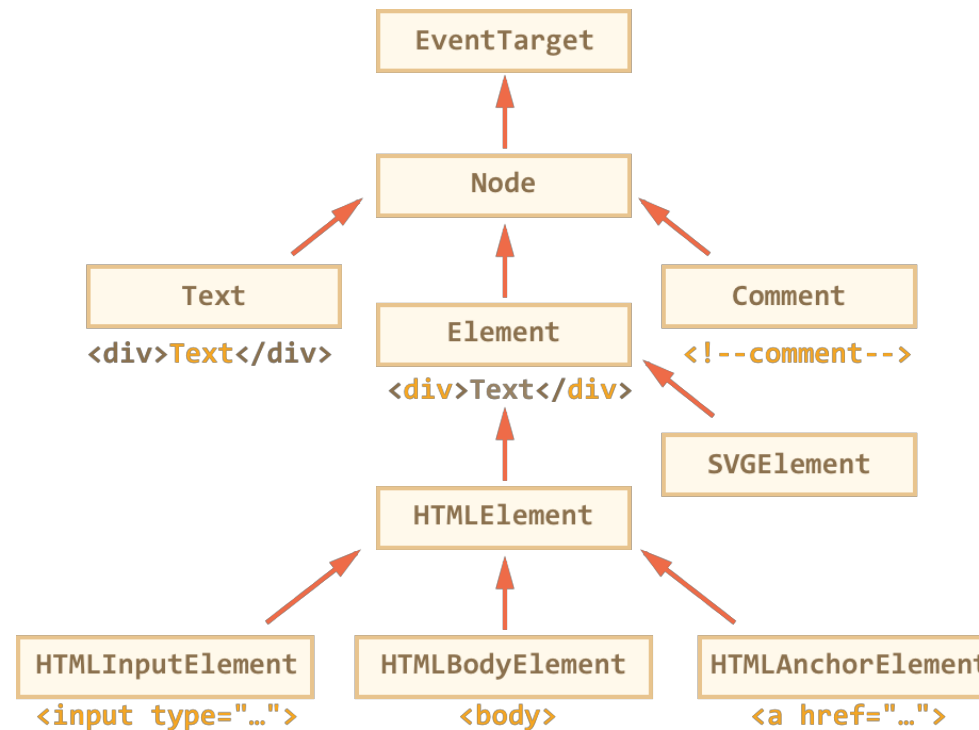 EventTarget
Node
Text
Comment
<div>Text</div>
Element
<!--comment-->
<div>Text</div>
SVGElement
HTMLElement
HTMLInputElement
HTMLBodyElement
HTMLAnchorElement
<input type="…">
<body>
<a href="…">